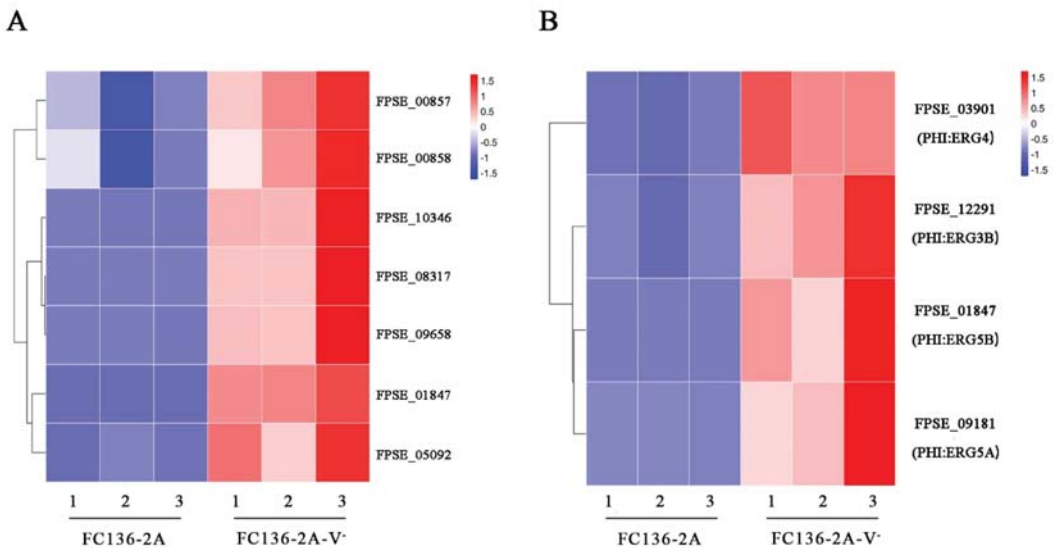 A
B
1.5
1
0.5
0
-0.5
-1
-1.5
FPSE_00857
FPSE_00858
FPSE_10346
FPSE_08317
FPSE_09658
FPSE_01847
FPSE_05092
1 2 3 1 2 3
FC136-2A FC136-2A-V-
1.5
1
0.5
0
-0.5
-1
-1.5
FPSE_03901
(PHI:ERG4)
FPSE_12291
(PHI:ERG3B)
FPSE_01847
(PHI:ERG5B)
FPSE_09181
(PHI:ERG5A)
1 2 3 1 2 3
FC136-2A FC136-2A-V-